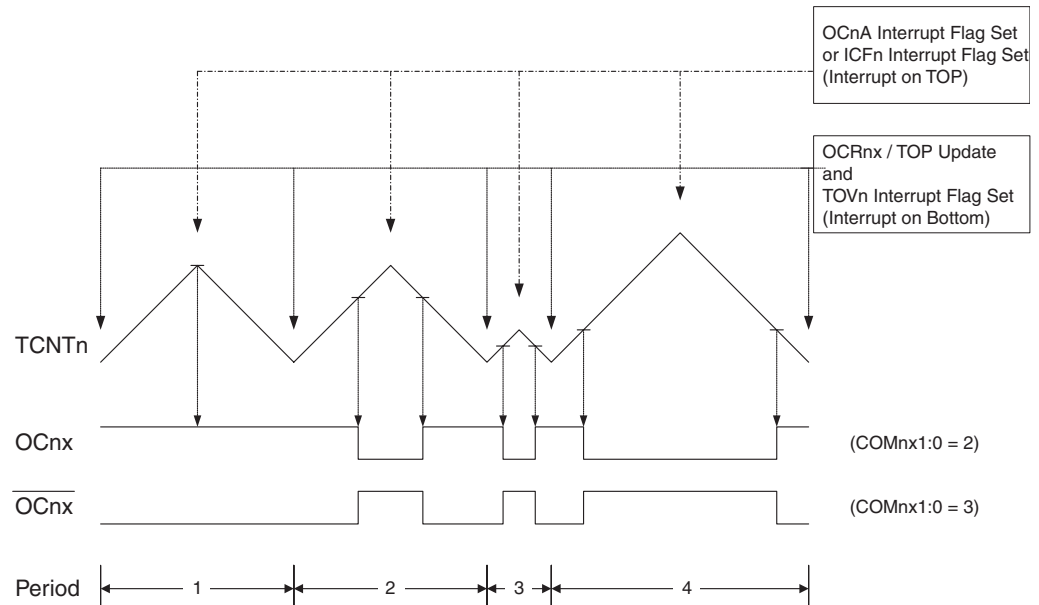 OCnA Interrupt Flag Set
or ICFn Interrupt Flag Set
(Interrupt on TOP)
OCRnx / TOP Update
and
TOVn Interrupt Flag Set
(Interrupt on Bottom)
TCNTn
OCnx
(COMnx1:0 = 2)
OCnx
(COMnx1:0 = 3)
Period
1
2
3
4